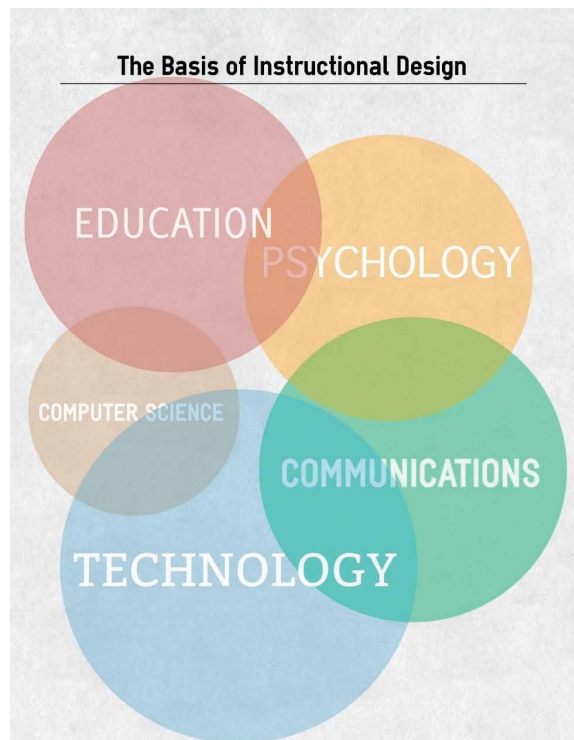 The Basis of Instructional Design
EDUCATION
PSYCHOLOGY
COMPUTER SCIENCE
COMMUNICATIONS
TECHNOLOGY